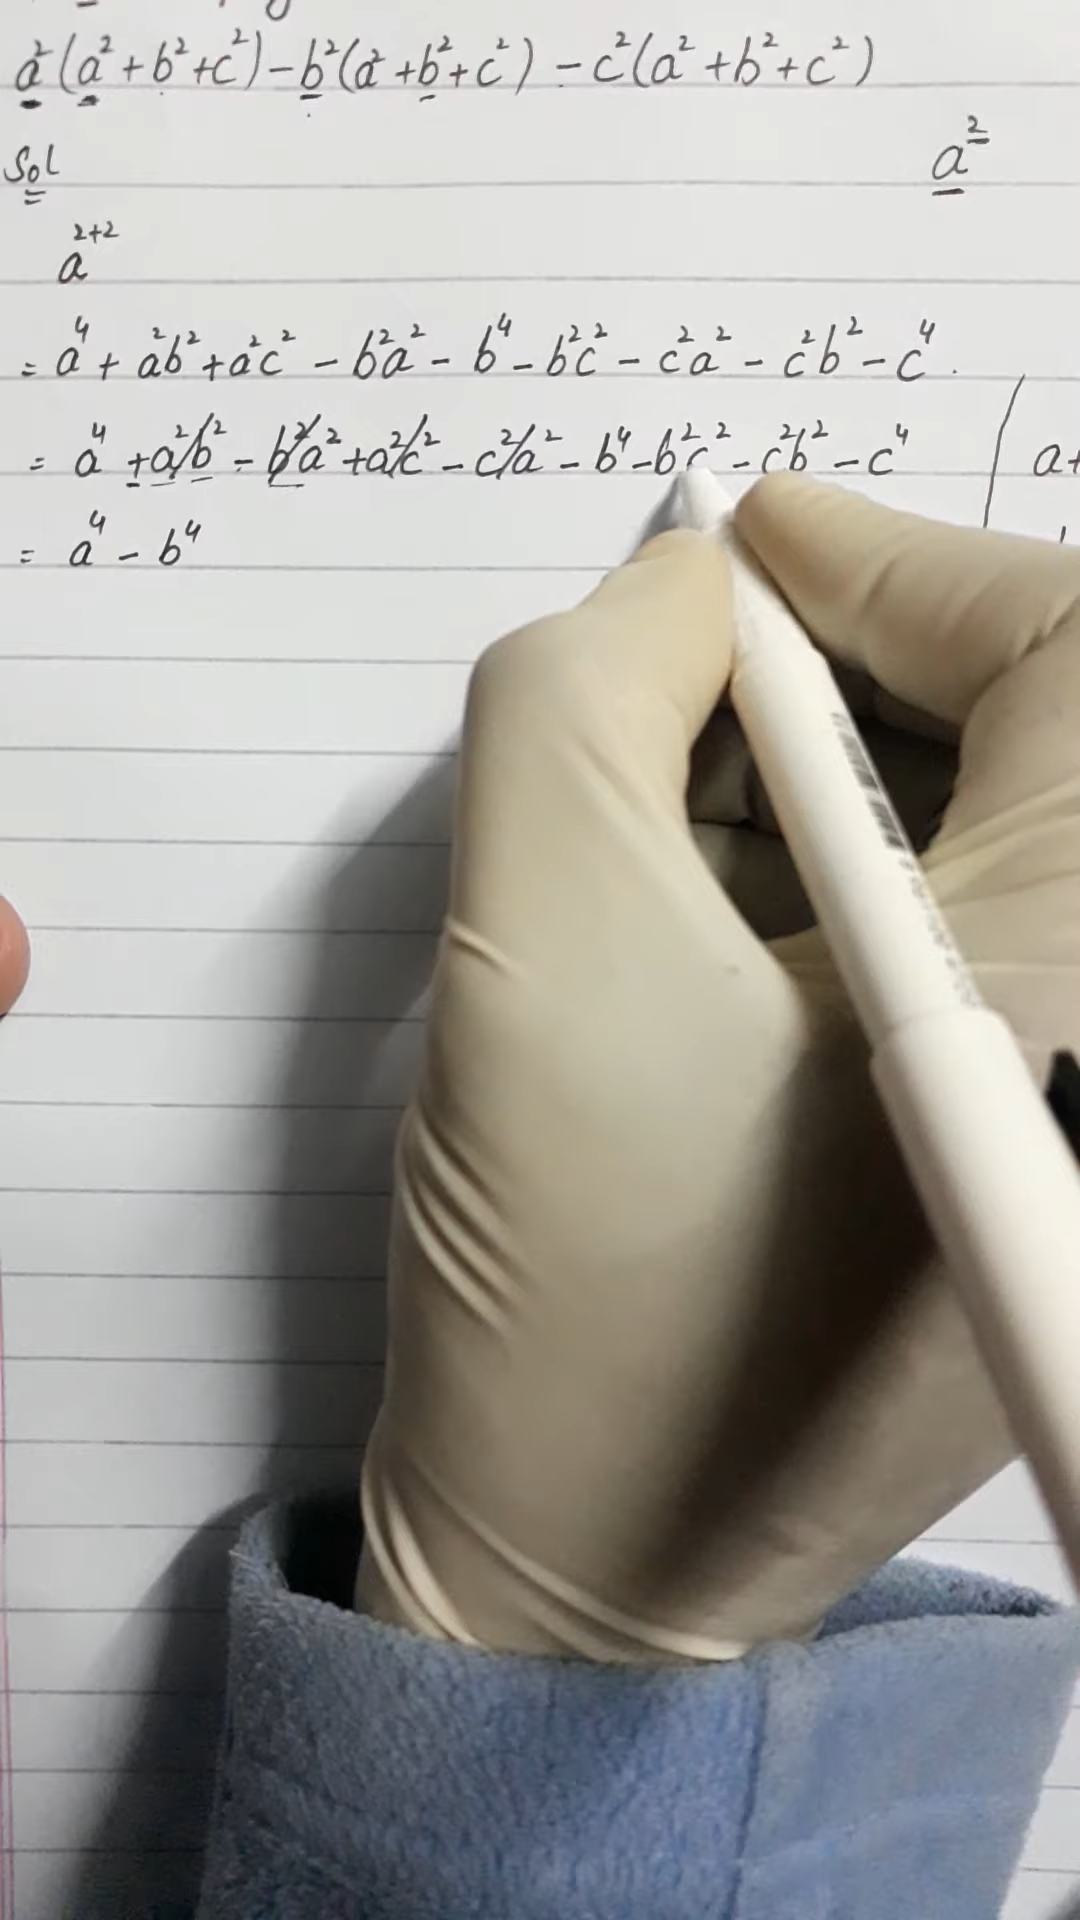 a²(a²+b²+c²)-b²(a²+b²+c²)-c²(a²+b²+c²)
Sol
a²
a²⁺²
= a⁴+a²b²+a²c²-b²a²-b⁴-b²c²-c²a²-c²b²-c⁴.
= a⁴+a²b²-b²a²+a²c²-c²a²-b⁴-b²c²-c²b²-c⁴
a+
= a⁴-b⁴